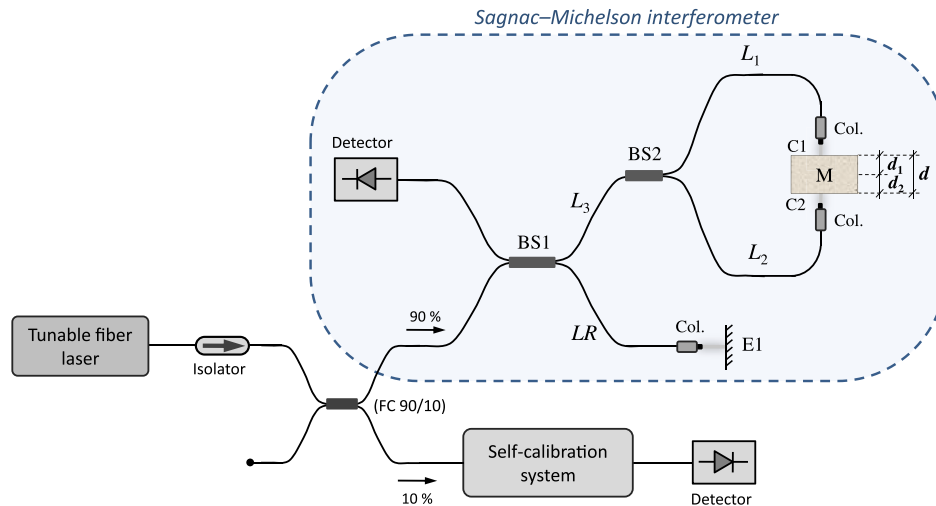 Sagnac–Michelson interferometer
L1
Detector
Col.
C1
BS2
M
d1
d
d2
C2
L3
Col.
BS1
L2
90 %
LR
Col.
E1
Tunable fiber
laser
Isolator
(FC 90/10)
Self-calibration
system
10 %
Detector